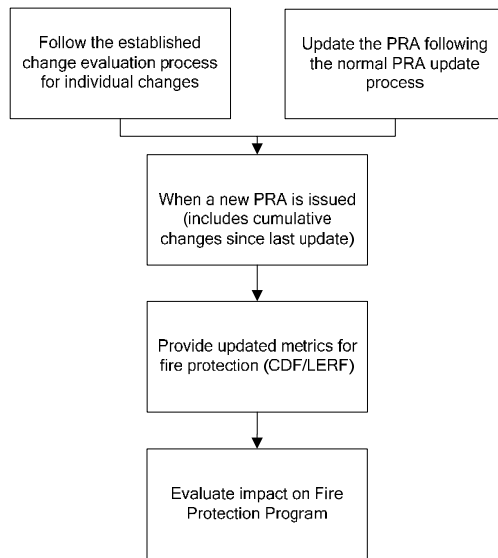 Follow the established
change evaluation process
for individual changes
Update the PRA following
the normal PRA update
process
When a new PRA is issued
(includes cumulative
changes since last update)
Provide updated metrics for
fire protection (CDF/LERF)
Evaluate impact on Fire
Protection Program